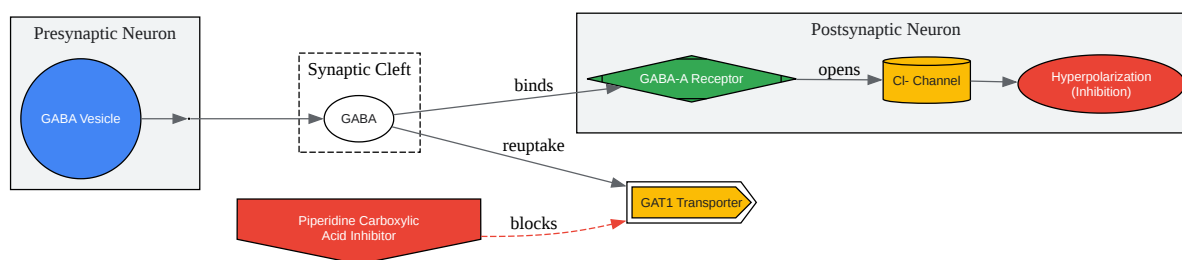 Presynaptic Neuron
GABA Vesicle
Synaptic Cleft
GABA
binds
reuptake
Postsynaptic Neuron
GABA-A Receptor
opens
Cl- Channel
Hyperpolarization
(Inhibition)
GAT1 Transporter
Piperidine Carboxylic
Acid Inhibitor
blocks